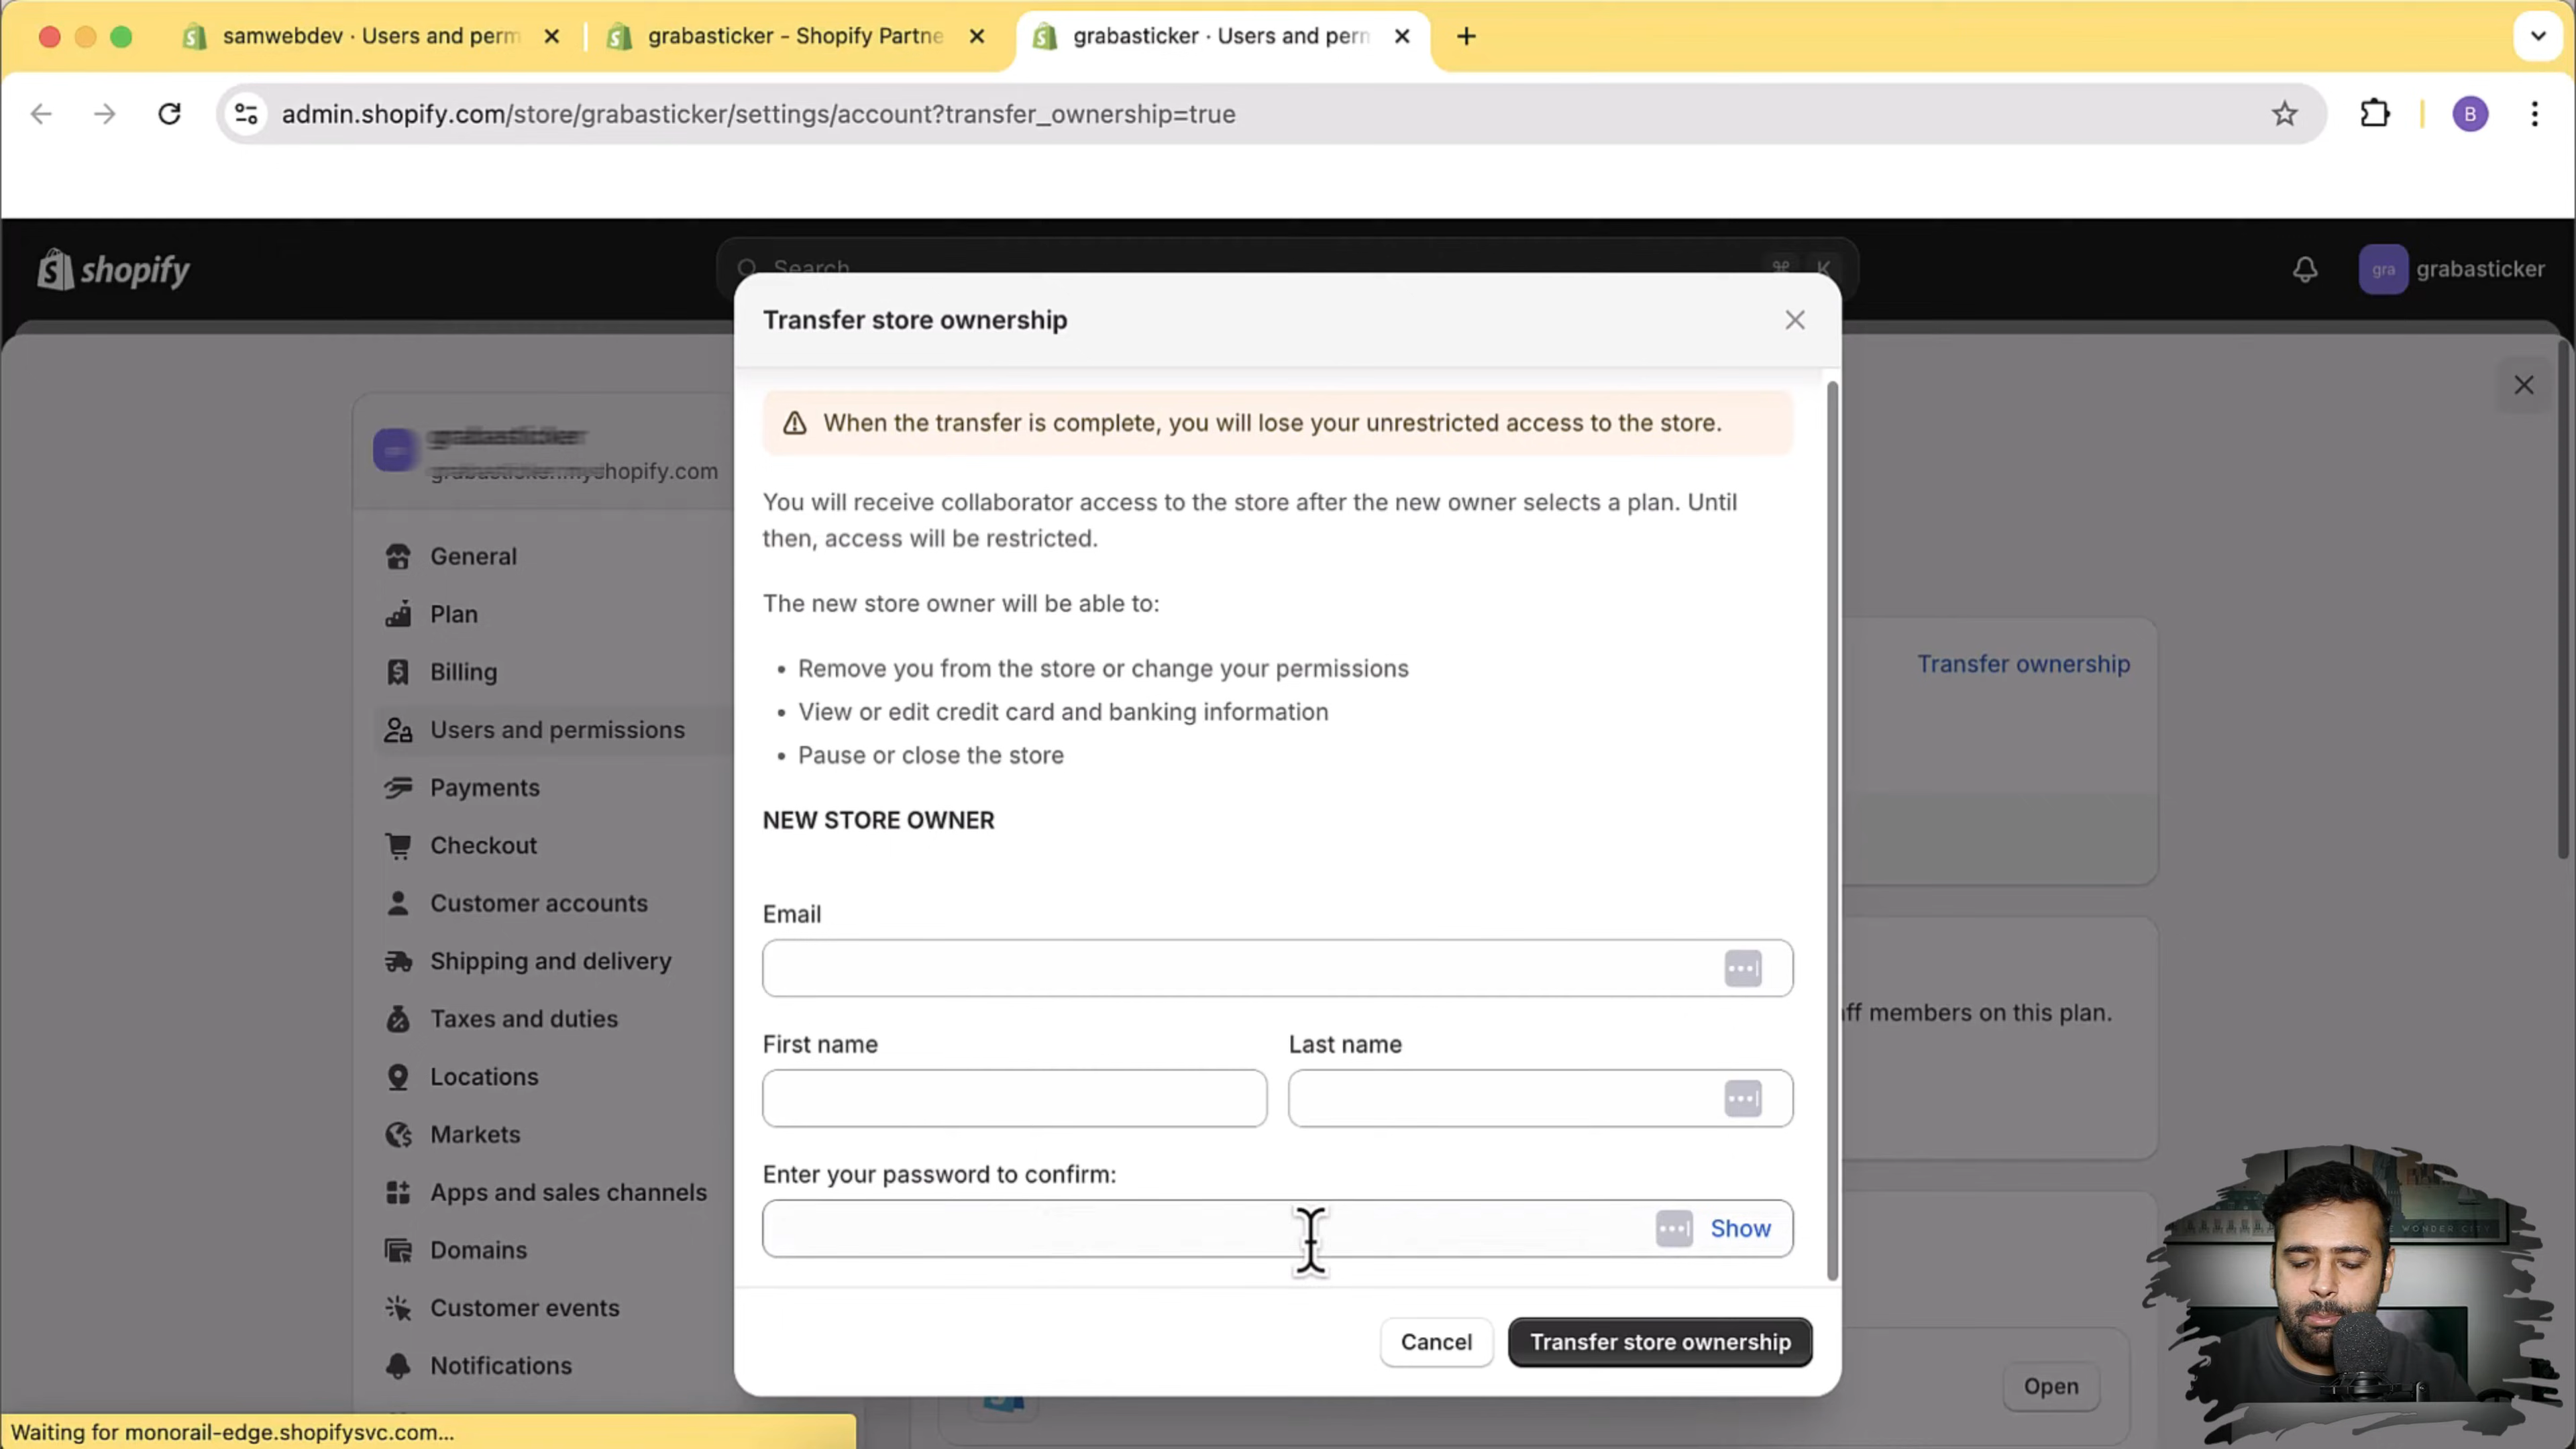 samwebdev · Users and perm
grabasticker - Shopify Partne
grabasticker · Users and pern
admin.shopify.com/store/grabasticker/settings/account?transfer_ownership=true
B
shopify
Search
⌘ K
gra
grabasticker
Transfer store ownership
When the transfer is complete, you will lose your unrestricted access to the store.
You will receive collaborator access to the store after the new owner selects a plan. Until
then, access will be restricted.
The new store owner will be able to:
• Remove you from the store or change your permissions
• View or edit credit card and banking information
• Pause or close the store
NEW STORE OWNER
Email
First name
Last name
Enter your password to confirm:
Show
Cancel
Transfer store ownership
grabasticker
grabasticker.myshopify.com
General
Plan
Billing
Users and permissions
Payments
Checkout
Customer accounts
Shipping and delivery
Taxes and duties
Locations
Markets
Apps and sales channels
Domains
Customer events
Notifications
Transfer ownership
ff members on this plan.
Open
WONDER CITY
Waiting for monorail-edge.shopifysvc.com...